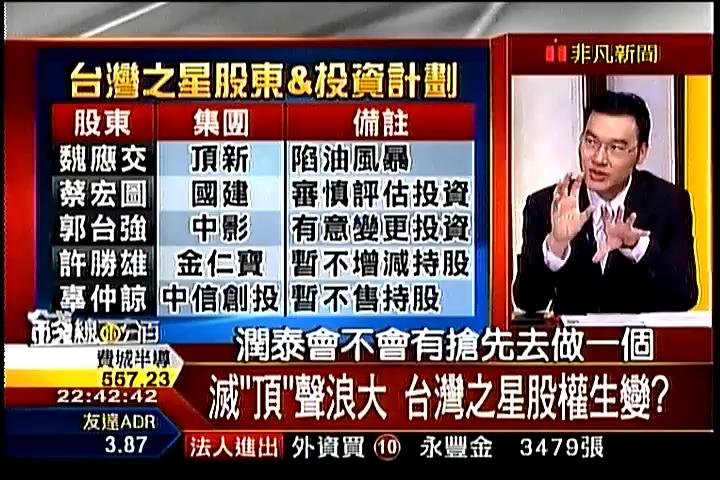 台灣之星股東&投資計劃
非凡新聞
股東 集團 備註
魏應交 頂新 陷油風暴
蔡宏圖 國建 審慎評估投資
郭台強 中影 有意變更投資
許勝雄 金仁寶 暫不增減持股
辜仲諒 中信創投 暫不售持股
潤泰會不會有搶先去做一個
費城半導
557.23
22:42:42
滅"頂"聲浪大 台灣之星股權生變?
友達ADR
3.87
法人進出 外資買 10 永豐金 3479張